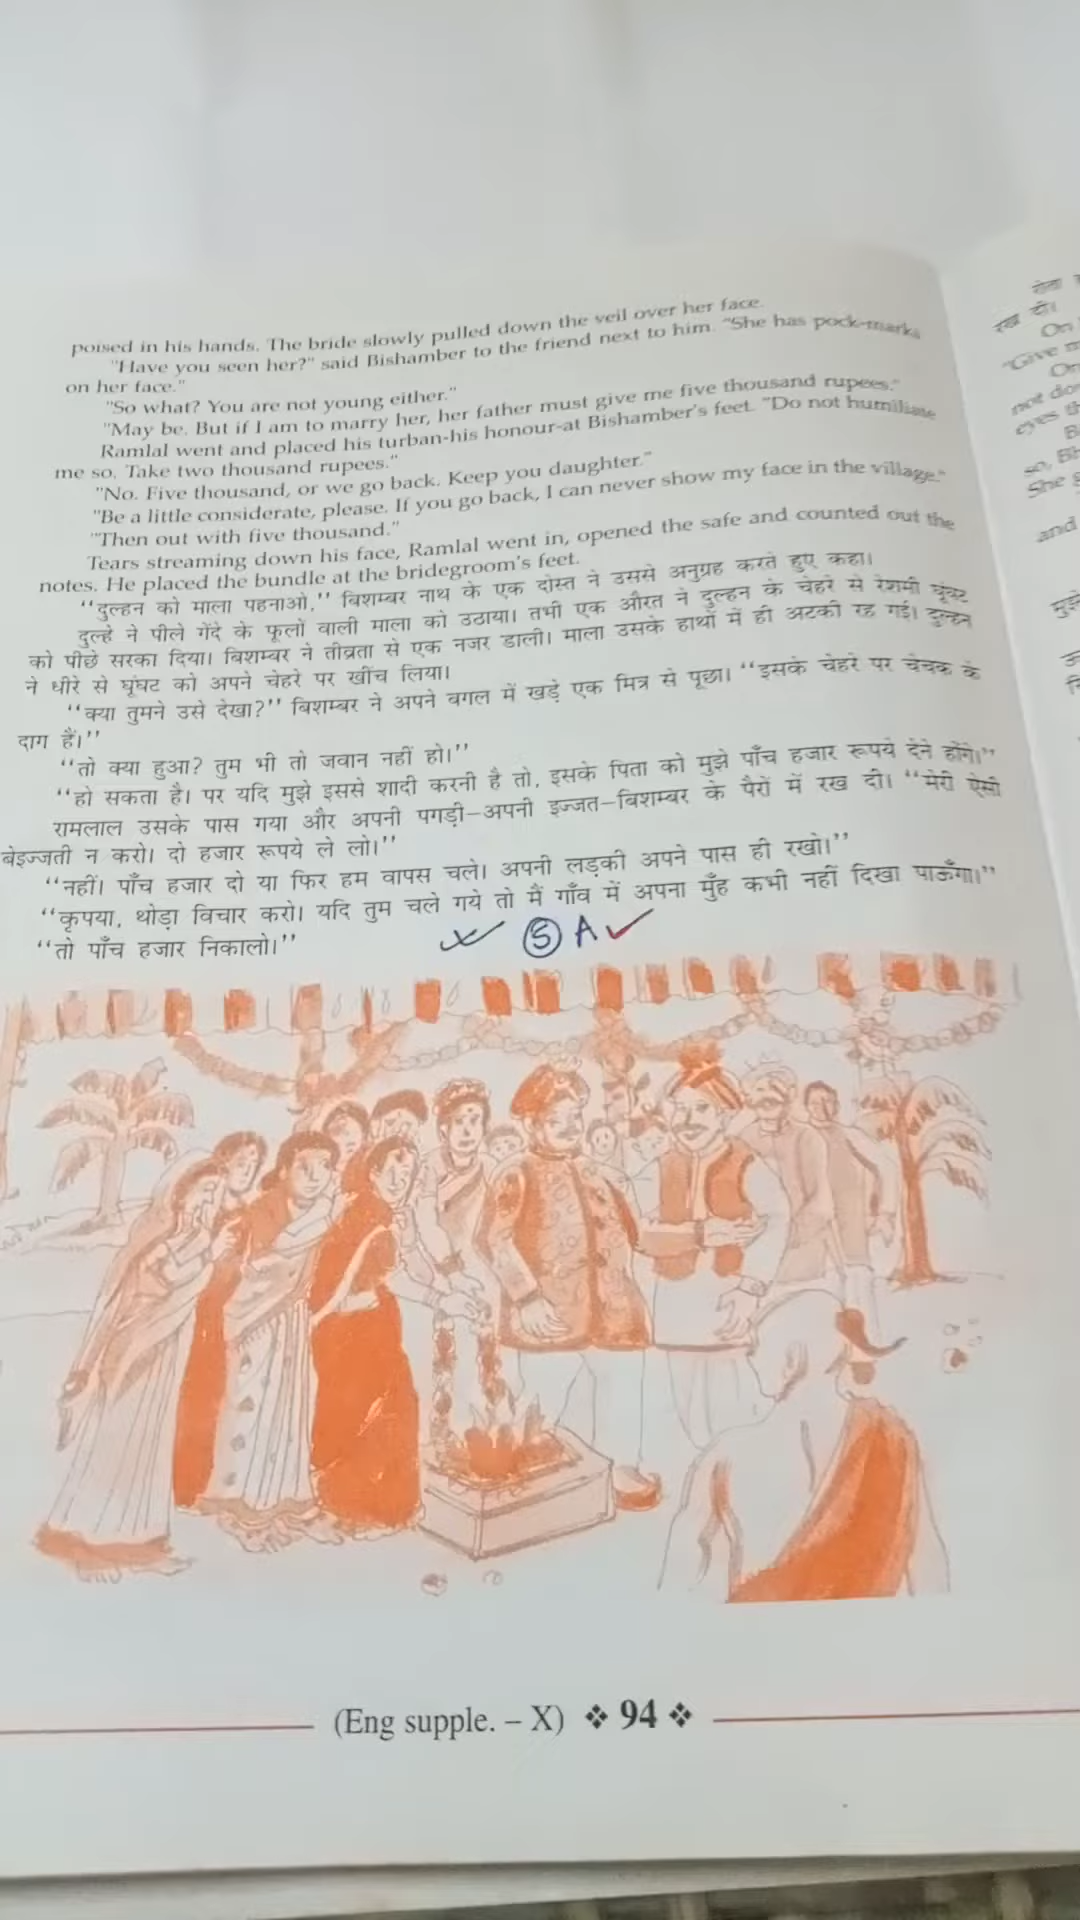 poised in his hands. The bride slowly pulled down the veil over her face.
"Have you seen her?" said Bishamber to the friend next to him. "She has pock-marks
on her face."
"So what? You are not young either."
"May be. But if I am to marry her, her father must give me five thousand rupees."
Ramlal went and placed his turban-his honour-at Bishamber's feet. "Do not humiliate
me so. Take two thousand rupees."
"No. Five thousand, or we go back. Keep you daughter."
"Be a little considerate, please. If you go back, I can never show my face in the village."
"Then out with five thousand."
Tears streaming down his face, Ramlal went in, opened the safe and counted out the
notes. He placed the bundle at the bridegroom's feet.
“दुल्हन को माला पहनाओ,” बिशम्बर नाथ के एक दोस्त ने उससे अनुग्रह करते हुए कहा।
दुल्हे ने पीले गेंदे के फूलों वाली माला को उठाया। तभी एक औरत ने दुल्हन के चेहरे से रेशमी घूंघट
को पीछे सरका दिया। बिशम्बर ने तीव्रता से एक नजर डाली। माला उसके हाथों में ही अटकी रह गई। दुल्हन
ने धीरे से घूंघट को अपने चेहरे पर खींच लिया।
“क्या तुमने उसे देखा?” बिशम्बर ने अपने बगल में खड़े एक मित्र से पूछा। “इसके चेहरे पर चेचक के
दाग हैं।”
“तो क्या हुआ? तुम भी तो जवान नहीं हो।”
“हो सकता है। पर यदि मुझे इससे शादी करनी है तो, इसके पिता को मुझे पाँच हजार रूपये देने होंगे।”
रामलाल उसके पास गया और अपनी पगड़ी–अपनी इज्जत–बिशम्बर के पैरों में रख दी। “मेरी ऐसी
बेइज्जती न करो। दो हजार रूपये ले लो।”
“नहीं। पाँच हजार दो या फिर हम वापस चले। अपनी लड़की अपने पास ही रखो।”
“कृपया, थोड़ा विचार करो। यदि तुम चले गये तो मैं गाँव में अपना मुँह कभी नहीं दिखा पाऊँगा।”
“तो पाँच हजार निकालो।”
5 A
(Eng supple. – X) ❖ 94 ❖
रख दी।
On
"Give
On
not
eyes
so,
She
and